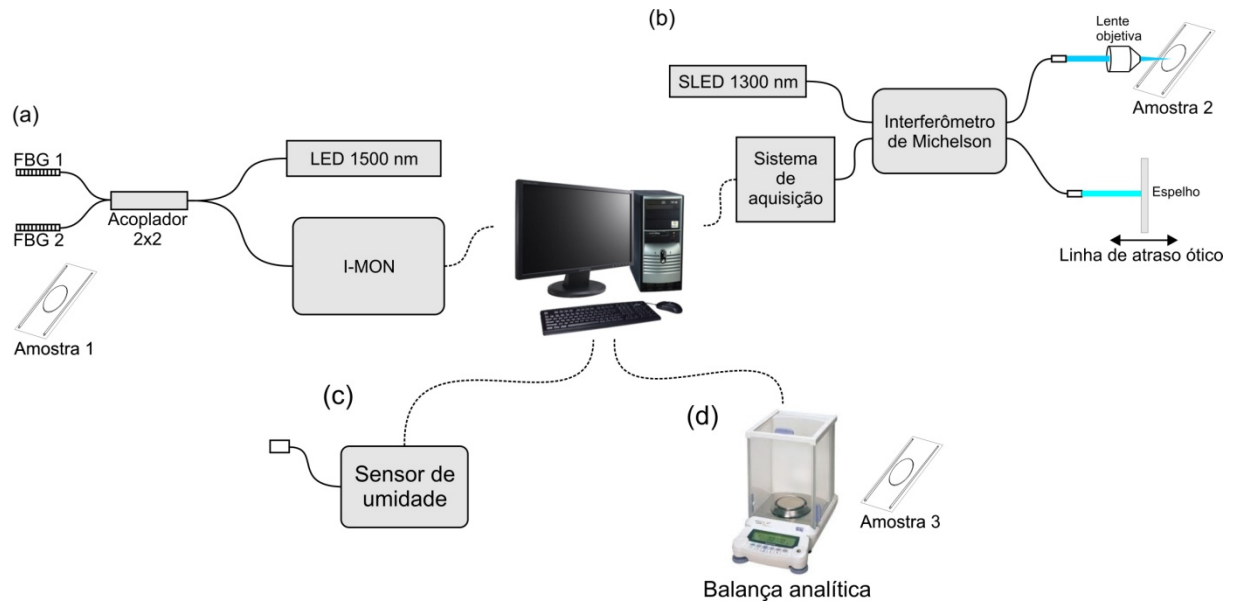 (a)
FBG 1
FBG 2
Acoplador
2x2
LED 1500 nm
I-MON
Amostra 1
(b)
SLED 1300 nm
Sistema
de
aquisição
Interferômetro
de Michelson
Lente
objetiva
Amostra 2
Espelho
Linha de atraso ótico
(c)
Sensor de
umidade
(d)
Amostra 3
Balança analítica